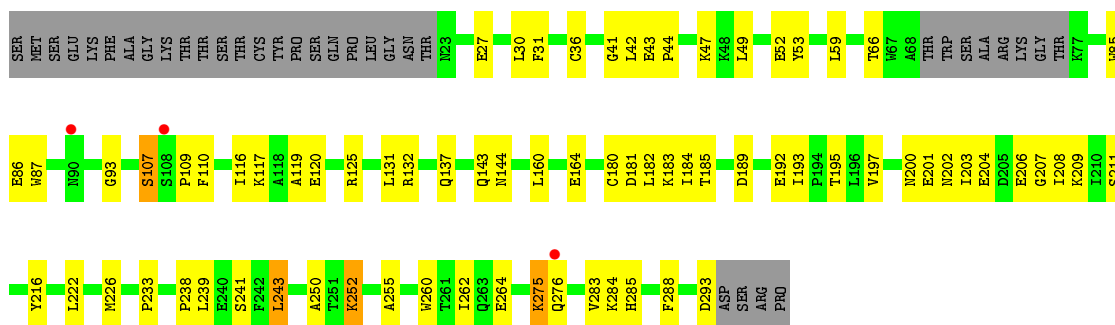 SER MET SER GLU LYS PHE ALA GLY LYS THR THR SER THR CYS TYR PRO SER GLN PRO LEU GLY ASN THR N23 E27 L30 F31 C36 G41 L42 E43 P44 K47 K48 L49 E52 Y53 L59 T66 W67 A68 THR TRP SER ALA ARG LYS GLY THR K77 W85
E86 W87 N90 G93 S107 S108 P109 F110 I116 K117 A118 A119 E120 R125 L131 R132 Q137 Q143 N144 L160 E164 C180 D181 L182 K183 I184 T185 D189 E192 I193 P194 T195 L196 V197 N200 E201 N202 I203 E204 D205 E206 G207 I208 K209 I210 S211
Y216 L222 M226 P233 P238 L239 E240 S241 F242 L243 A250 T251 K252 A255 W260 T261 I262 Q263 E264 K275 Q276 V283 K284 H285 F288 D293 ASP SER ARG PRO